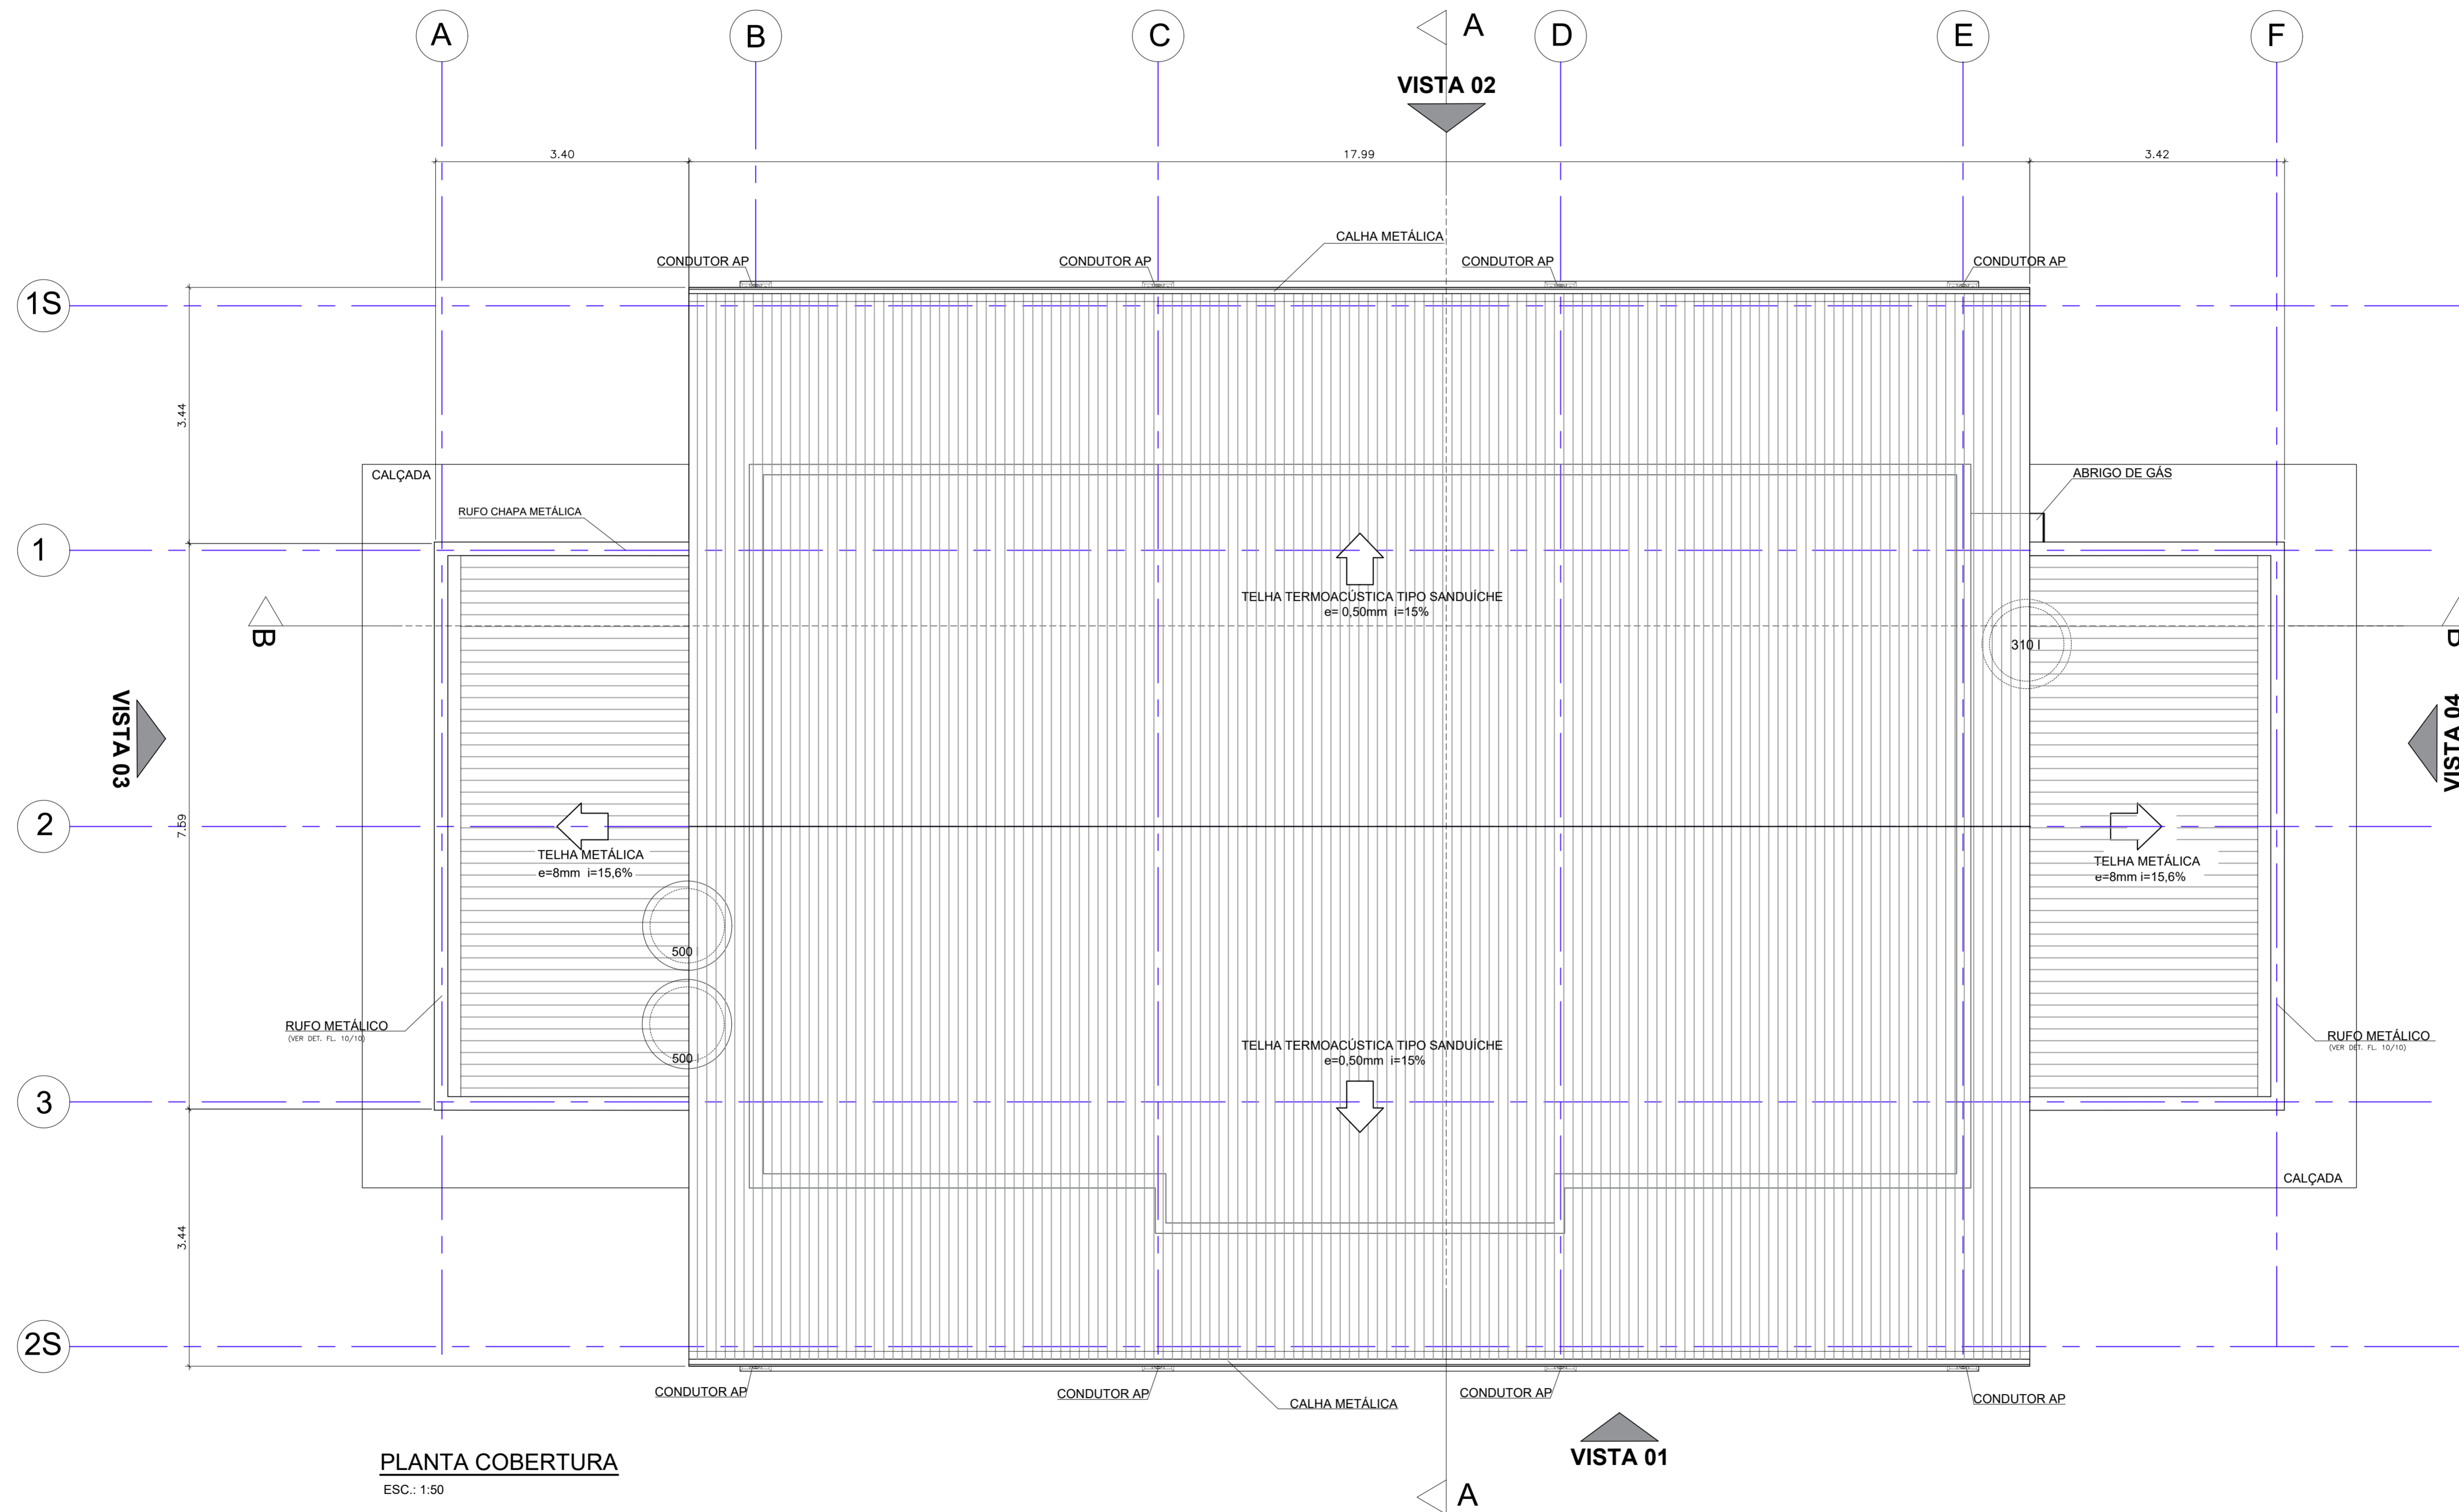 A
B
C
A
D
E
F
VISTA 02
3.40
17.99
3.42
CALHA METÁLICA
CONDUTOR AP
CONDUTOR AP
CONDUTOR AP
CONDUTOR AP
1S
3.44
CALÇADA
ABRIGO DE GÁS
RUFO CHAPA METÁLICA
1
TELHA TERMOACÚSTICA TIPO SANDUÍCHE
e= 0,50mm i=15%
B
310 l
VISTA 03
VISTA 04
2
7.59
TELHA METÁLICA
e=8mm i=15,6%
TELHA METÁLICA
e=8mm i=15,6%
500 l
RUFO METÁLICO
(VER DET. FL. 10/10)
RUFO METÁLICO
(VER DET. FL. 10/10)
TELHA TERMOACÚSTICA TIPO SANDUÍCHE
e=0,50mm i=15%
500 l
3
CALÇADA
3.44
2S
CONDUTOR AP
CONDUTOR AP
CONDUTOR AP
CONDUTOR AP
CALHA METÁLICA
VISTA 01
PLANTA COBERTURA
ESC.: 1:50
A